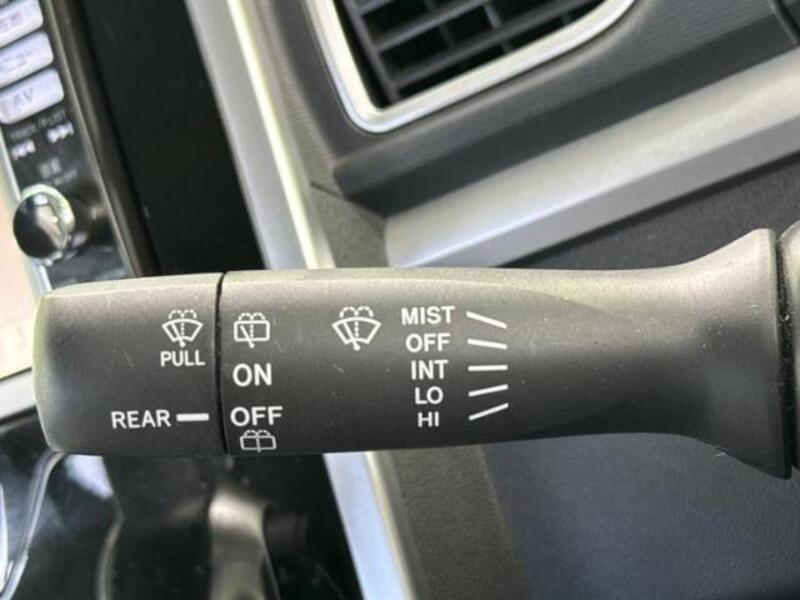 AV
PULL
REAR
ON
OFF
MIST
OFF
INT
LO
HI